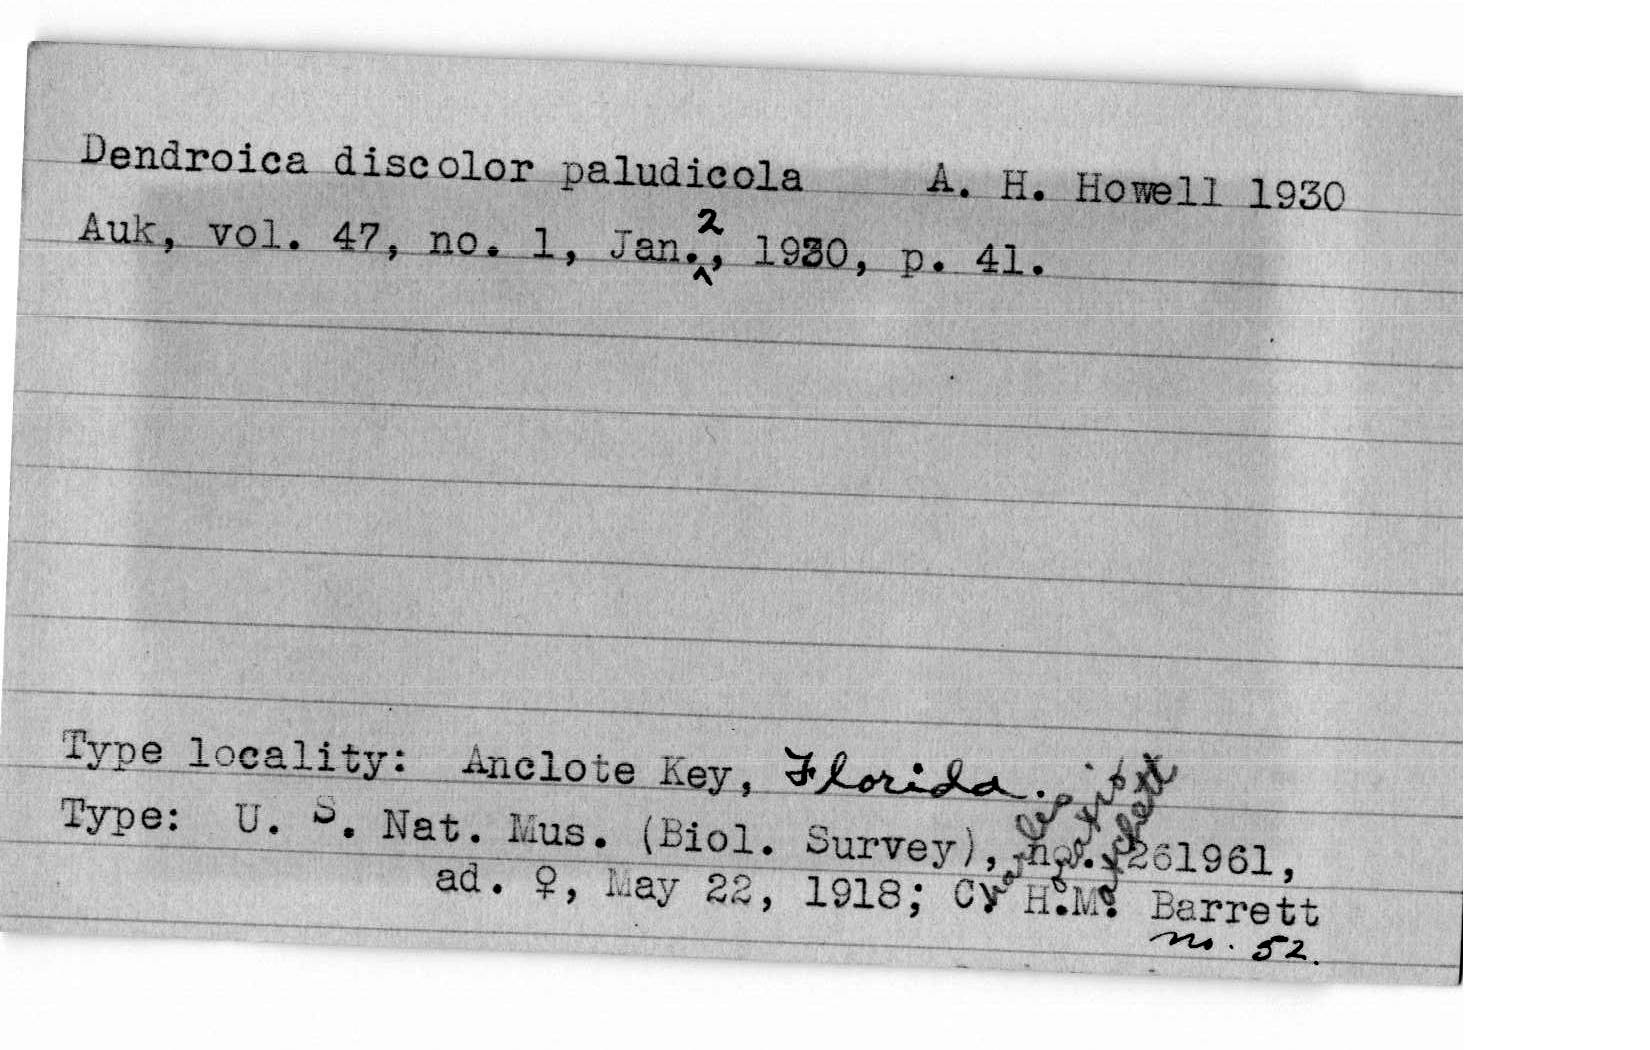 Dendroica discolor paludicola A. H. Howell 1930
Auk, vol. 47, no. 1, Jan. 2, 1930, p. 41.
Type locality: Anclote Key, Florida.
Type: U. S. Nat. Mus. (Biol. Survey), no. 261961,
ad. ♀, May 22, 1918; C. H. M. Barrett
no. 52.